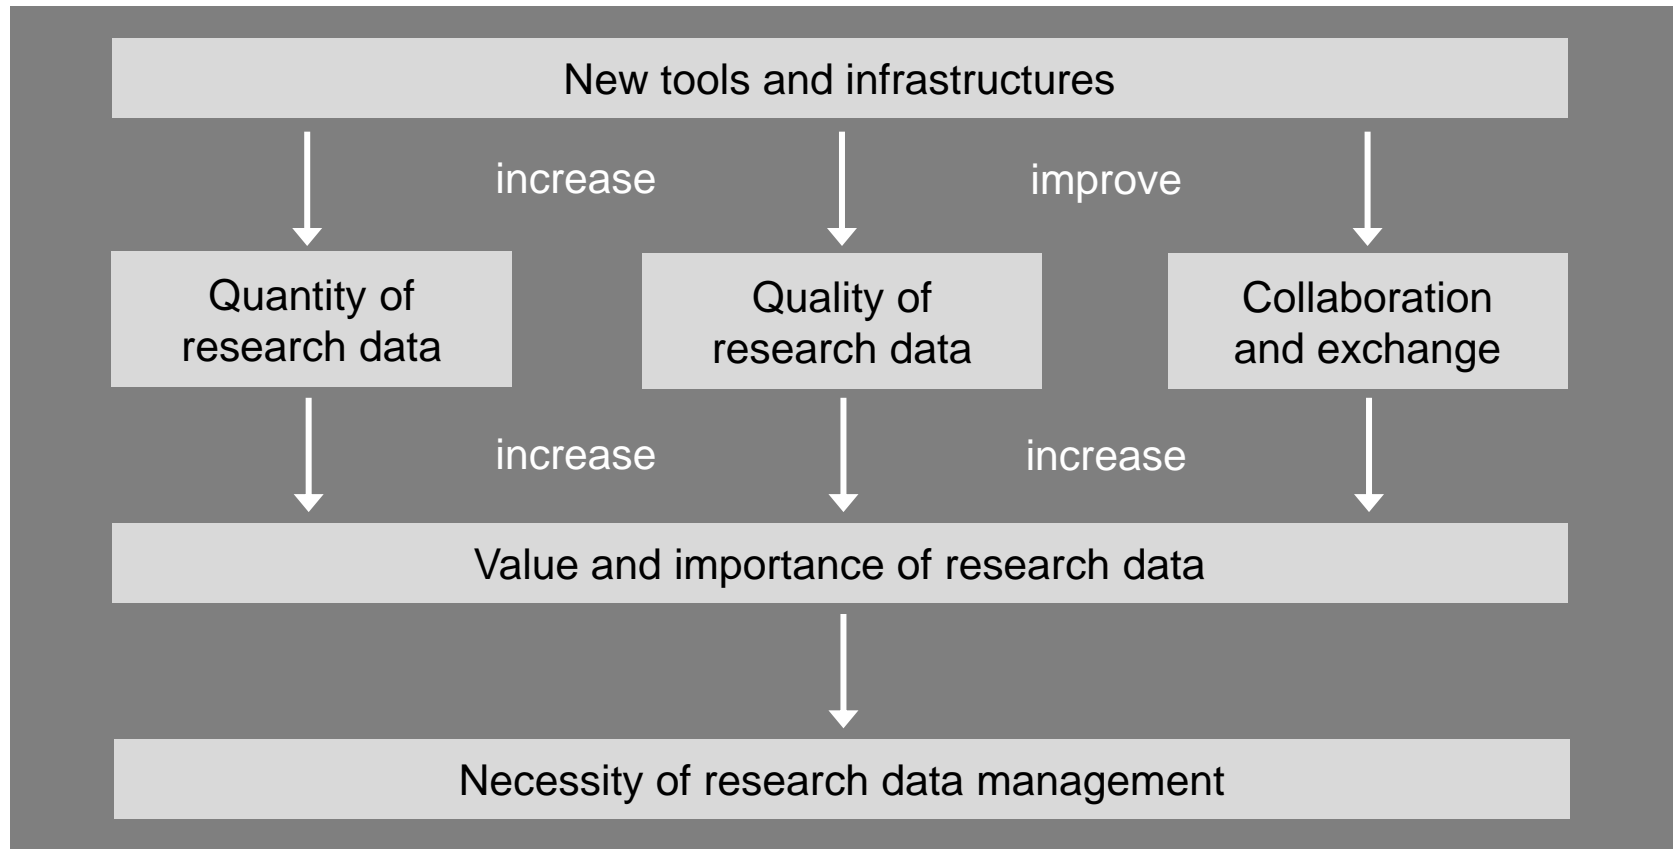 New tools and infrastructures
increase
improve
Quantity of
research data
Quality of
research data
Collaboration
and exchange
increase
increase
Value and importance of research data
Necessity of research data management